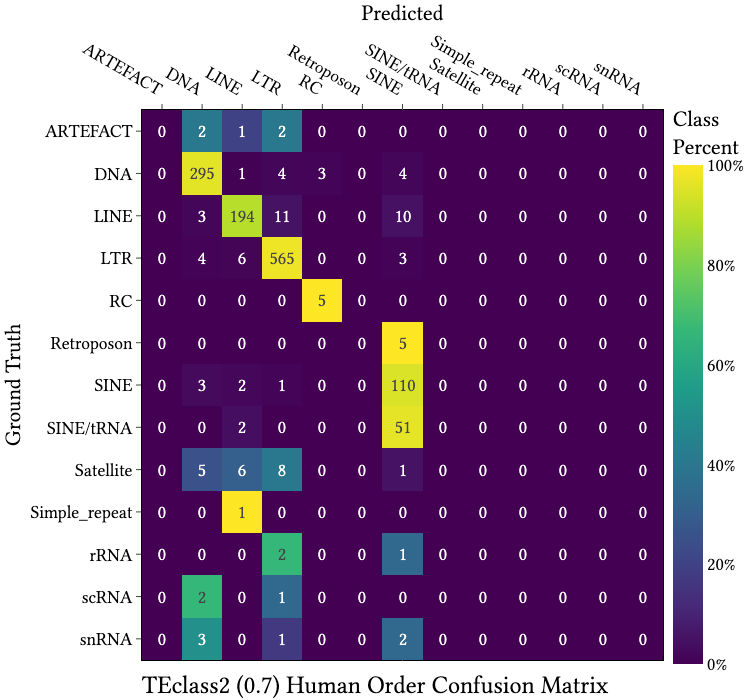 Predicted
ARTEFACT DNA LINE LTR RC Retroposon SINE SINE/tRNA Satellite Simple_repeat rRNA scRNA snRNA
Class
Percent
ARTEFACT 0 2 1 2 0 0 0 0 0 0 0 0 0
DNA 0 295 1 4 3 0 4 0 0 0 0 0 0
LINE 0 3 194 11 0 0 10 0 0 0 0 0 0
LTR 0 4 6 565 0 0 3 0 0 0 0 0 0
RC 0 0 0 0 5 0 0 0 0 0 0 0 0
Retroposon 0 0 0 0 0 0 5 0 0 0 0 0 0
SINE 0 3 2 1 0 0 110 0 0 0 0 0 0
SINE/tRNA 0 0 2 0 0 0 51 0 0 0 0 0 0
Satellite 0 5 6 8 0 0 1 0 0 0 0 0 0
Simple_repeat 0 0 1 0 0 0 0 0 0 0 0 0 0
rRNA 0 0 0 2 0 0 1 0 0 0 0 0 0
scRNA 0 2 0 1 0 0 0 0 0 0 0 0 0
snRNA 0 3 0 1 0 0 2 0 0 0 0 0 0
Ground Truth
100%
80%
60%
40%
20%
0%
TEclass2 (0.7) Human Order Confusion Matrix